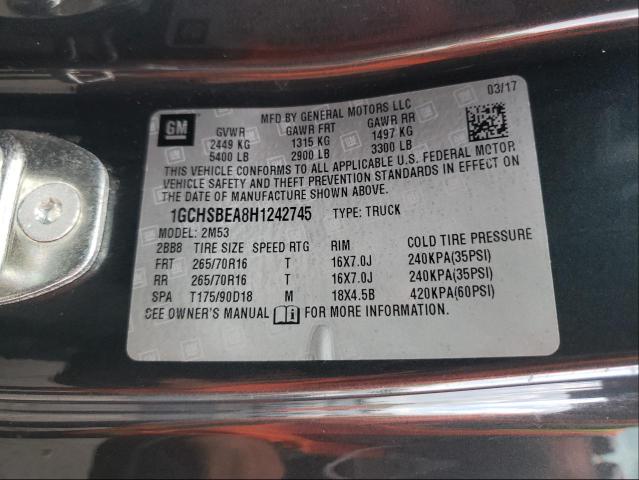 GM
MFD BY GENERAL MOTORS LLC
03/17
GVWR GAWR FRT GAWR RR
2449 KG 1315 KG 1497 KG
5400 LB 2900 LB 3300 LB
THIS VEHICLE CONFORMS TO ALL APPLICABLE U.S. FEDERAL MOTOR
VEHICLE SAFETY AND THEFT PREVENTION STANDARDS IN EFFECT ON
THE DATE OF MANUFACTURE SHOWN ABOVE.
1GCHSBEA8H1242745 TYPE: TRUCK
MODEL: 2M53
2BB8 TIRE SIZE SPEED RTG RIM COLD TIRE PRESSURE
FRT 265/70R16 T 16X7.0J 240KPA(35PSI)
RR 265/70R16 T 16X7.0J 240KPA(35PSI)
SPA T175/90D18 M 18X4.5B 420KPA(60PSI)
SEE OWNER'S MANUAL FOR MORE INFORMATION.